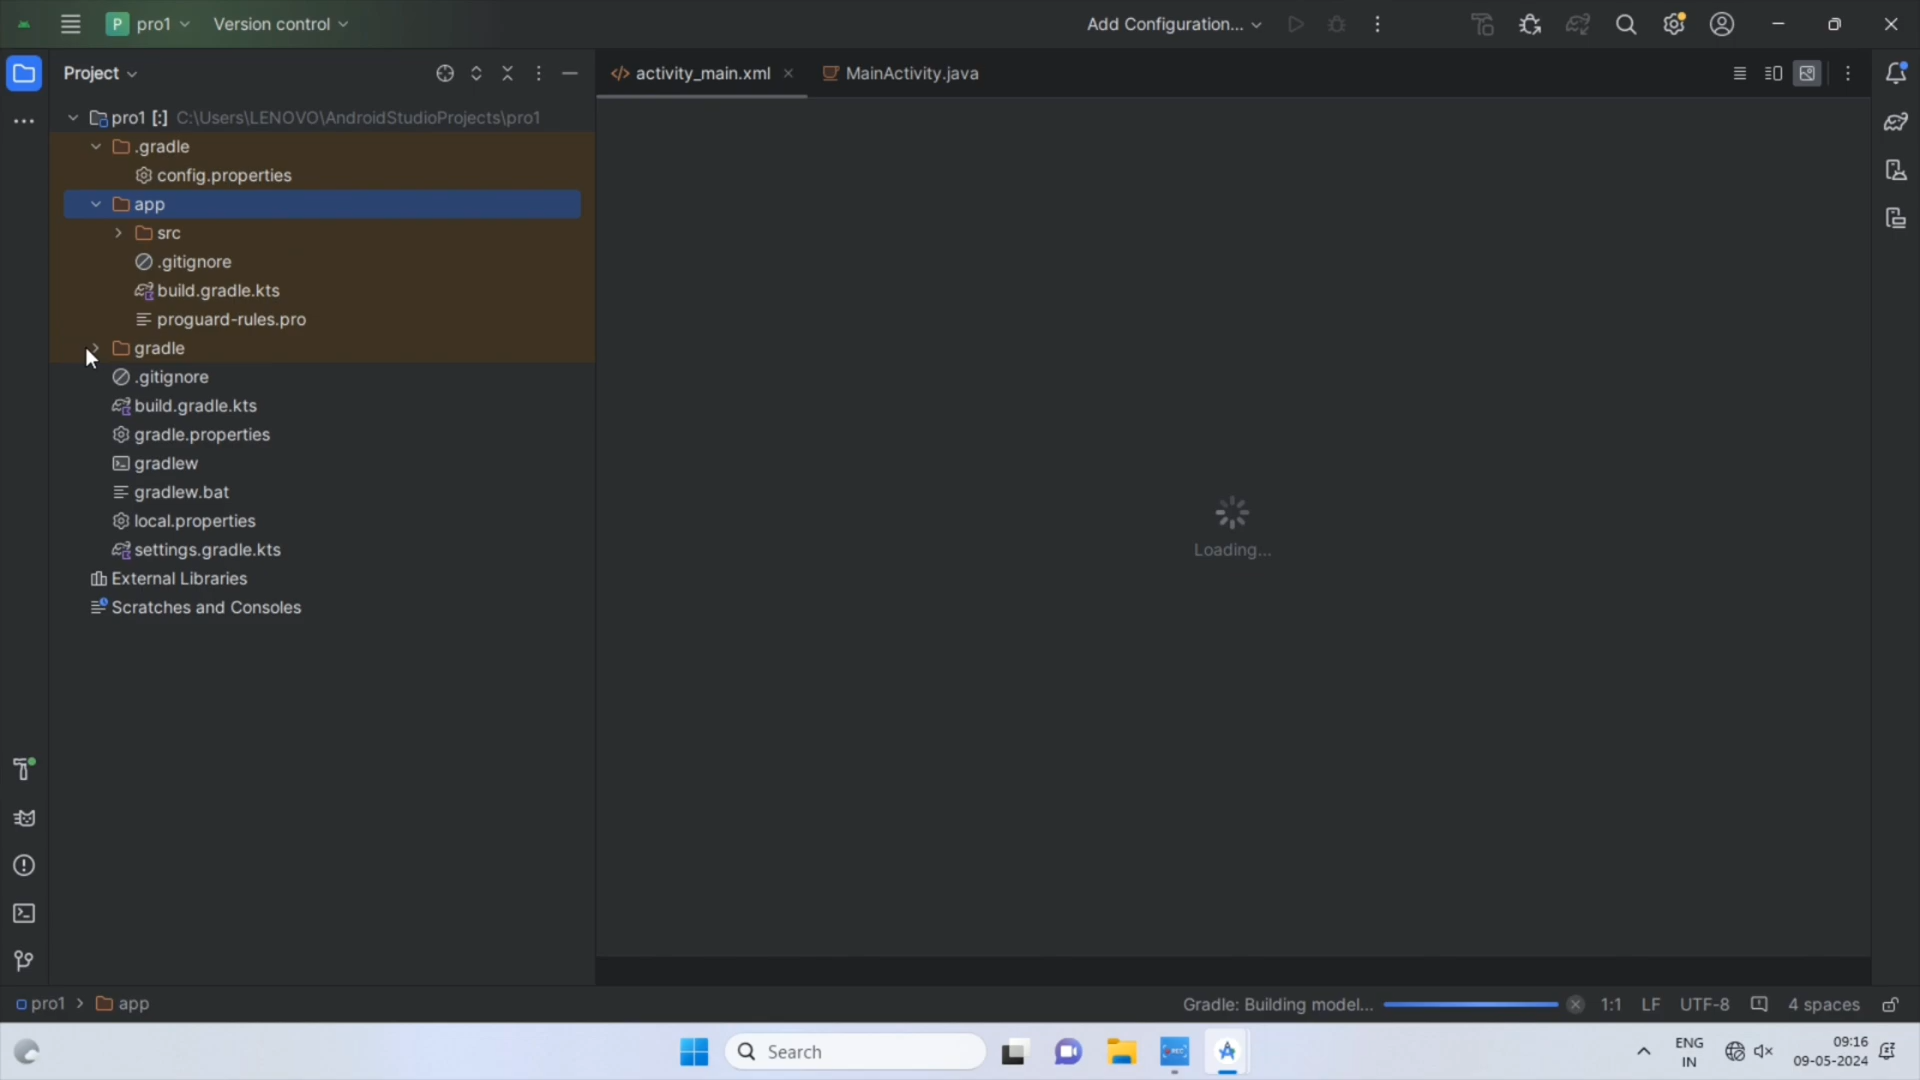 P pro1 Version control Add Configuration...
Project activity_main.xml MainActivity.java
pro1 [:] C:\Users\LENOVO\AndroidStudioProjects\pro1
.gradle
config.properties
app
src
.gitignore
build.gradle.kts
proguard-rules.pro
gradle
.gitignore
build.gradle.kts
gradle.properties
gradlew
gradlew.bat
local.properties
settings.gradle.kts
External Libraries
Scratches and Consoles
Loading...
pro1 > app Gradle: Building model... 1:1 LF UTF-8 4 spaces
Search REC ENG 09:16
IN 09-05-2024